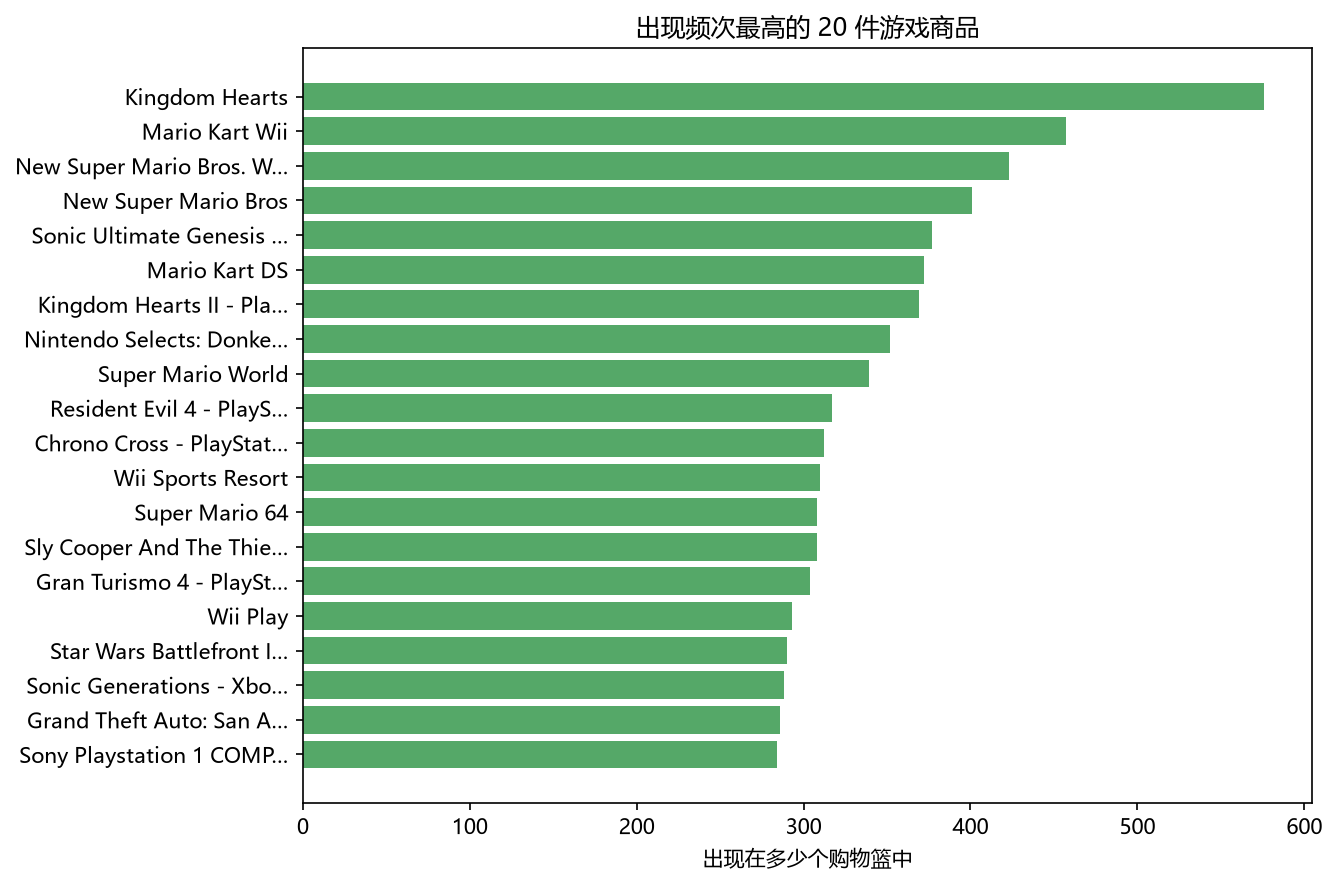 出现频次最高的 20 件游戏商品
Kingdom Hearts
Mario Kart Wii
New Super Mario Bros. W...
New Super Mario Bros
Sonic Ultimate Genesis ...
Mario Kart DS
Kingdom Hearts II - Pla...
Nintendo Selects: Donke...
Super Mario World
Resident Evil 4 - PlayS...
Chrono Cross - PlayStat...
Wii Sports Resort
Super Mario 64
Sly Cooper And The Thie...
Gran Turismo 4 - PlaySt...
Wii Play
Star Wars Battlefront I...
Sonic Generations - Xbo...
Grand Theft Auto: San A...
Sony Playstation 1 COMP...
0 100 200 300 400 500 600
出现在多少个购物篮中